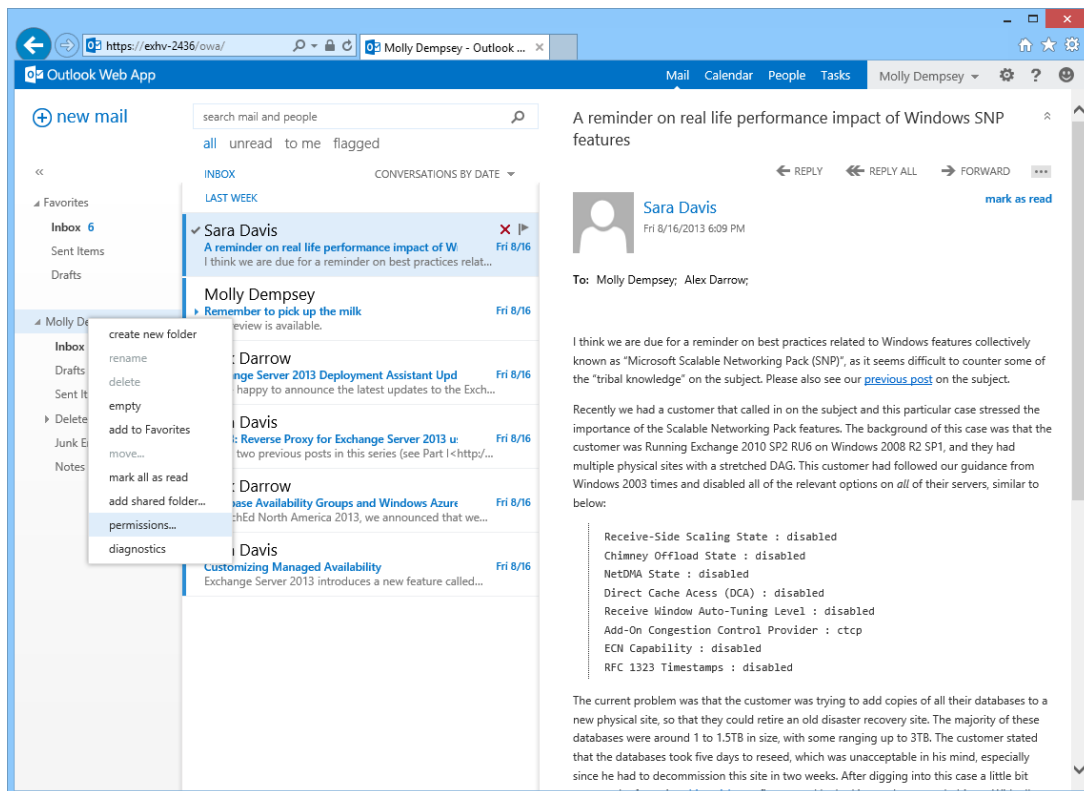 https://exhv-2436/owa/
Molly Dempsey - Outlook ...
Outlook Web App
Mail Calendar People Tasks Molly Dempsey
new mail
Favorites
Inbox 6
Sent Items
Drafts
Molly De
Inbox
Drafts
Sent It
Delete
Junk E
Notes
create new folder
rename
delete
empty
add to Favorites
move...
mark all as read
add shared folder...
permissions...
diagnostics
search mail and people
all unread to me flagged
INBOX CONVERSATIONS BY DATE
LAST WEEK
Sara Davis
A reminder on real life performance impact of Wi Fri 8/16
I think we are due for a reminder on best practices relat...
Molly Dempsey
Remember to pick up the milk Fri 8/16
review is available.
Darrow
nge Server 2013 Deployment Assistant Upd Fri 8/16
happy to announce the latest updates to the Exch...
Davis
: Reverse Proxy for Exchange Server 2013 u Fri 8/16
two previous posts in this series (see Part I<http:/...
Darrow
base Availability Groups and Windows Azure Fri 8/16
chEd North America 2013, we announced that we...
Davis
Customizing Managed Availability Fri 8/16
Exchange Server 2013 introduces a new feature called...
A reminder on real life performance impact of Windows SNP
features
REPLY REPLY ALL FORWARD
mark as read
Sara Davis
Fri 8/16/2013 6:09 PM
To: Molly Dempsey; Alex Darrow;
I think we are due for a reminder on best practices related to Windows features collectively
known as “Microsoft Scalable Networking Pack (SNP)”, as it seems difficult to counter some of
the “tribal knowledge” on the subject. Please also see our previous post on the subject.
Recently we had a customer that called in on the subject and this particular case stressed the
importance of the Scalable Networking Pack features. The background of this case was that the
customer was Running Exchange 2010 SP2 RU6 on Windows 2008 R2 SP1, and they had
multiple physical sites with a stretched DAG. This customer had followed our guidance from
Windows 2003 times and disabled all of the relevant options on all of their servers, similar to
below:
Receive-Side Scaling State : disabled
Chimney Offload State : disabled
NetDMA State : disabled
Direct Cache Acess (DCA) : disabled
Receive Window Auto-Tuning Level : disabled
Add-On Congestion Control Provider : ctcp
ECN Capability : disabled
RFC 1323 Timestamps : disabled
The current problem was that the customer was trying to add copies of all their databases to a
new physical site, so that they could retire an old disaster recovery site. The majority of these
databases were around 1 to 1.5TB in size, with some ranging up to 3TB. The customer stated
that the databases took five days to reseed, which was unacceptable in his mind, especially
since he had to decommission this site in two weeks. After digging into this case a little bit